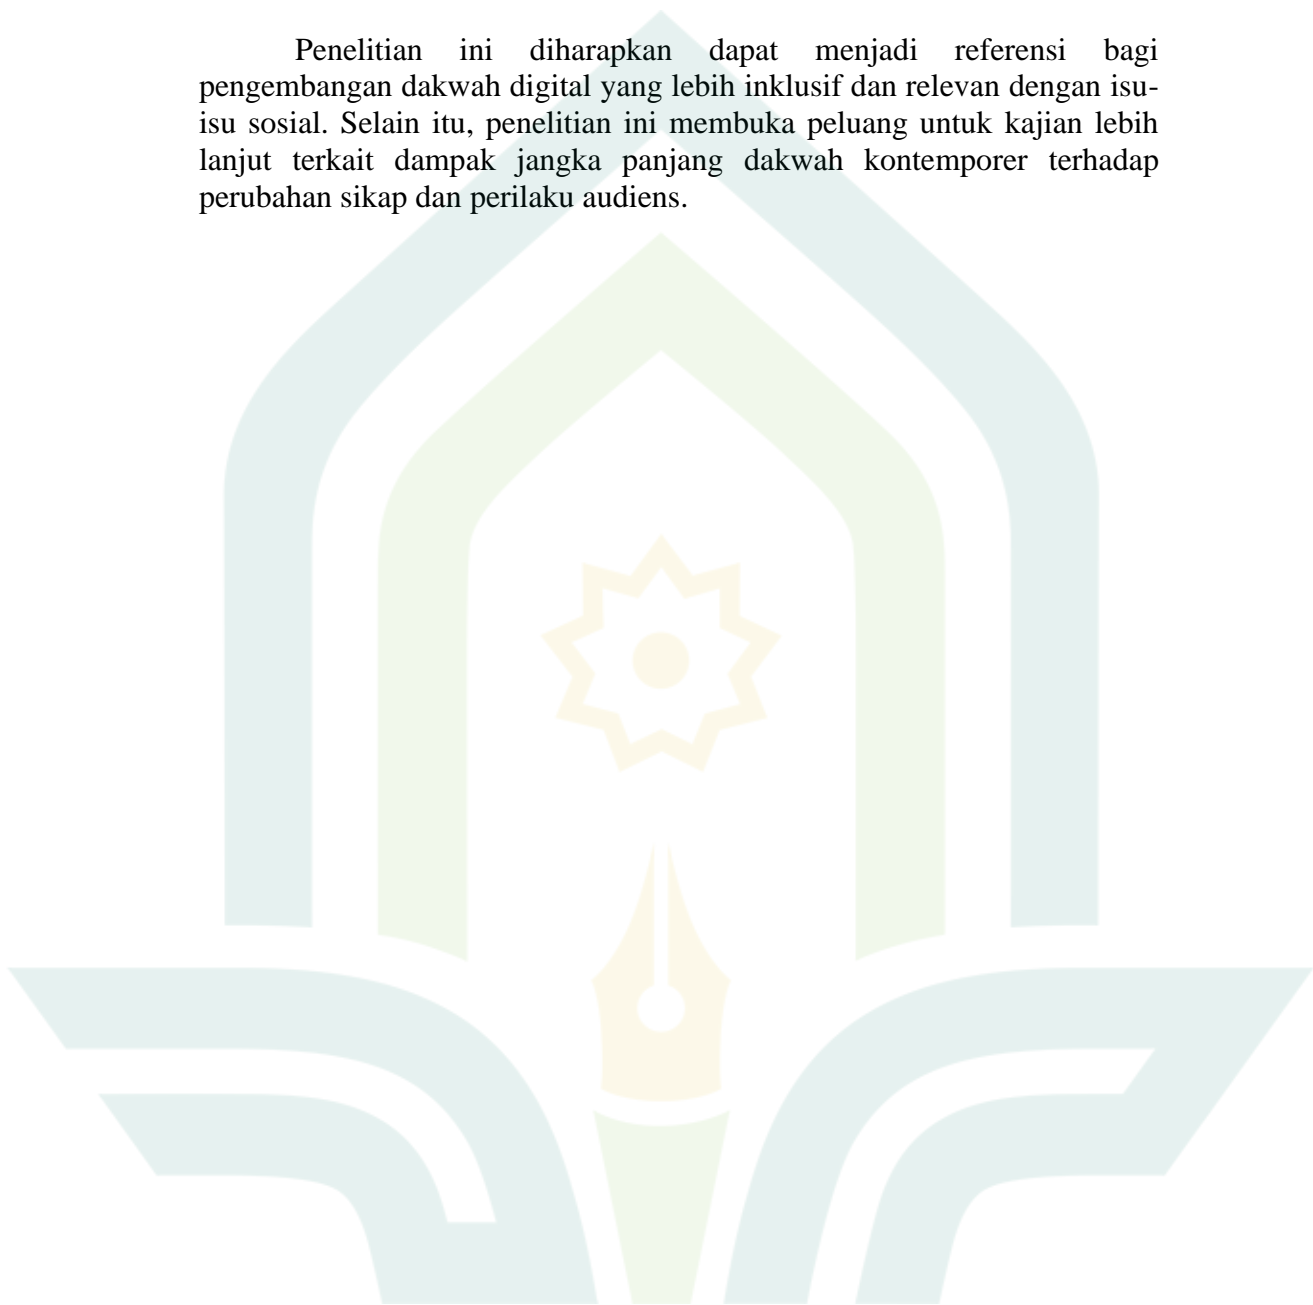 Penelitian ini diharapkan dapat menjadi referensi bagi
pengembangan dakwah digital yang lebih inklusif dan relevan dengan isu-
isu sosial. Selain itu, penelitian ini membuka peluang untuk kajian lebih
lanjut terkait dampak jangka panjang dakwah kontemporer terhadap
perubahan sikap dan perilaku audiens.